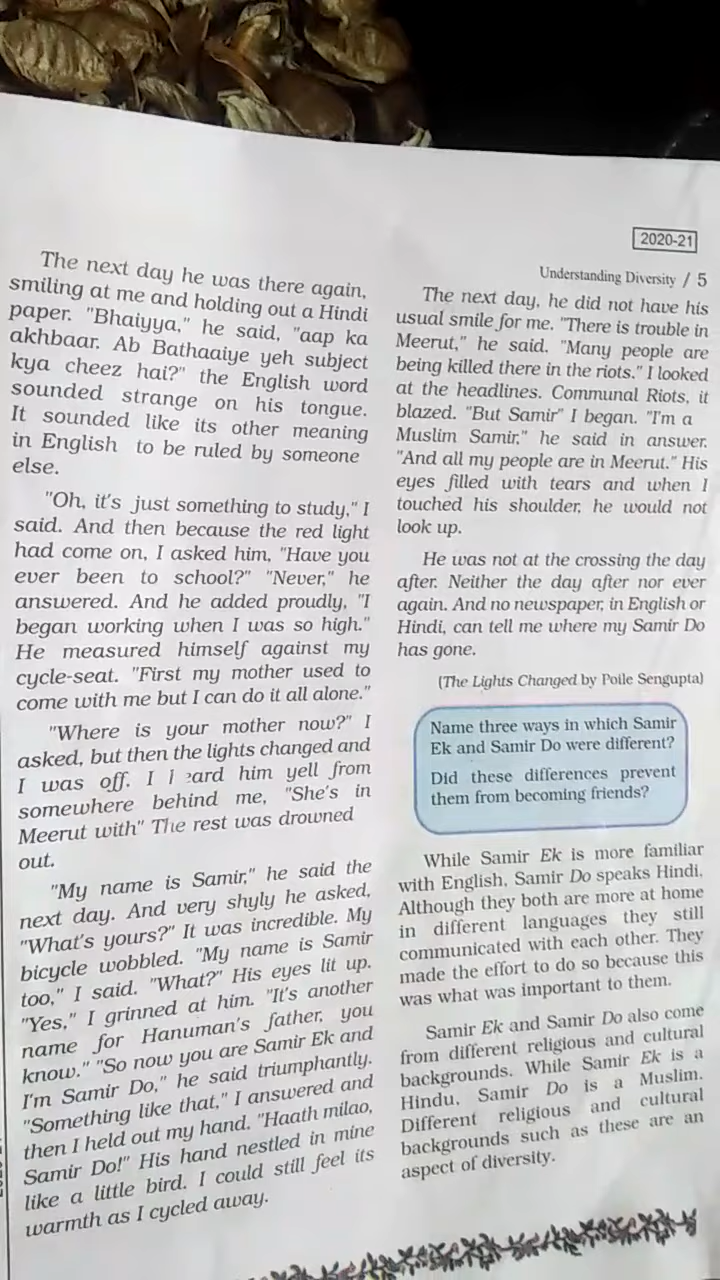 2020-21
Understanding Diversity / 5
The next day he was there again,
smiling at me and holding out a Hindi
paper. "Bhaiyya," he said, "aap ka
akhbaar. Ab Bathaaiye yeh subject
kya cheez hai?" the English word
sounded strange on his tongue.
It sounded like its other meaning
in English to be ruled by someone
else.
"Oh, it's just something to study," I
said. And then because the red light
had come on, I asked him, "Have you
ever been to school?" "Never," he
answered. And he added proudly, "I
began working when I was so high."
He measured himself against my
cycle-seat. "First my mother used to
come with me but I can do it all alone."
"Where is your mother now?" I
asked, but then the lights changed and
I was off. I heard him yell from
somewhere behind me, "She's in
Meerut with" The rest was drowned
out.
"My name is Samir," he said the
next day. And very shyly he asked,
"What's yours?" It was incredible. My
bicycle wobbled. "My name is Samir
too," I said. "What?" His eyes lit up.
"Yes," I grinned at him. "It's another
name for Hanuman's father, you
know." "So now you are Samir Ek and
I'm Samir Do," he said triumphantly.
"Something like that," I answered and
then I held out my hand. "Haath milao,
Samir Do!" His hand nestled in mine
like a little bird. I could still feel its
warmth as I cycled away.
The next day, he did not have his
usual smile for me. "There is trouble in
Meerut," he said. "Many people are
being killed there in the riots." I looked
at the headlines. Communal Riots, it
blazed. "But Samir" I began. "I'm a
Muslim Samir," he said in answer.
"And all my people are in Meerut." His
eyes filled with tears and when I
touched his shoulder, he would not
look up.
He was not at the crossing the day
after. Neither the day after nor ever
again. And no newspaper, in English or
Hindi, can tell me where my Samir Do
has gone.
(The Lights Changed by Poile Sengupta)
Name three ways in which Samir
Ek and Samir Do were different?
Did these differences prevent
them from becoming friends?
While Samir Ek is more familiar
with English, Samir Do speaks Hindi.
Although they both are more at home
in different languages they still
communicated with each other. They
made the effort to do so because this
was what was important to them.
Samir Ek and Samir Do also come
from different religious and cultural
backgrounds. While Samir Ek is a
Hindu, Samir Do is a Muslim.
Different religious and cultural
backgrounds such as these are an
aspect of diversity.